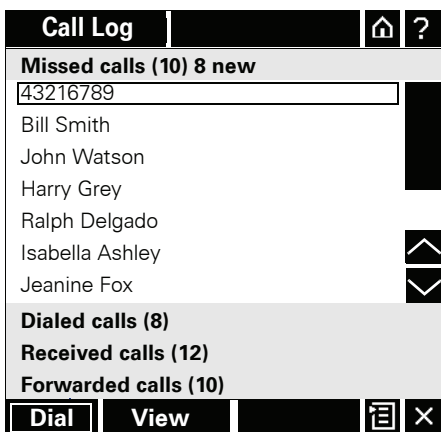 Call Log ?
Missed calls (10) 8 new
43216789
Bill Smith
John Watson
Harry Grey
Ralph Delgado
Isabella Ashley
Jeanine Fox
Dialed calls (8)
Received calls (12)
Forwarded calls (10)
Dial View